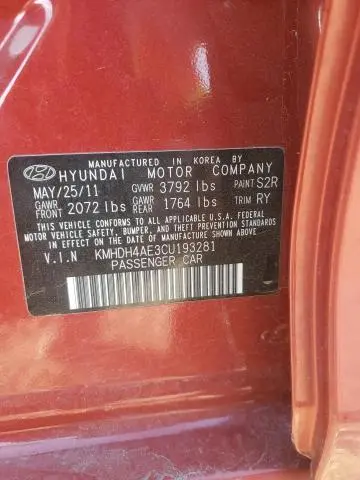 MANUFACTURED IN KOREA BY
HYUNDAI MOTOR COMPANY
MAY/25/11 GVWR 3792 lbs PAINT S2R
GAWR FRONT 2072 lbs GAWR REAR 1764 lbs TRIM RY
THIS VEHICLE CONFORMS TO ALL APPLICABLE U.S.A. FEDERAL
MOTOR VEHICLE SAFETY, BUMPER, AND THEFT PREVENTION
STANDARDS IN EFFECT ON THE DATE OF MANUFACTURE SHOWN ABOVE
V.I.N KMHDH4AE3CU193281
PASSENGER CAR